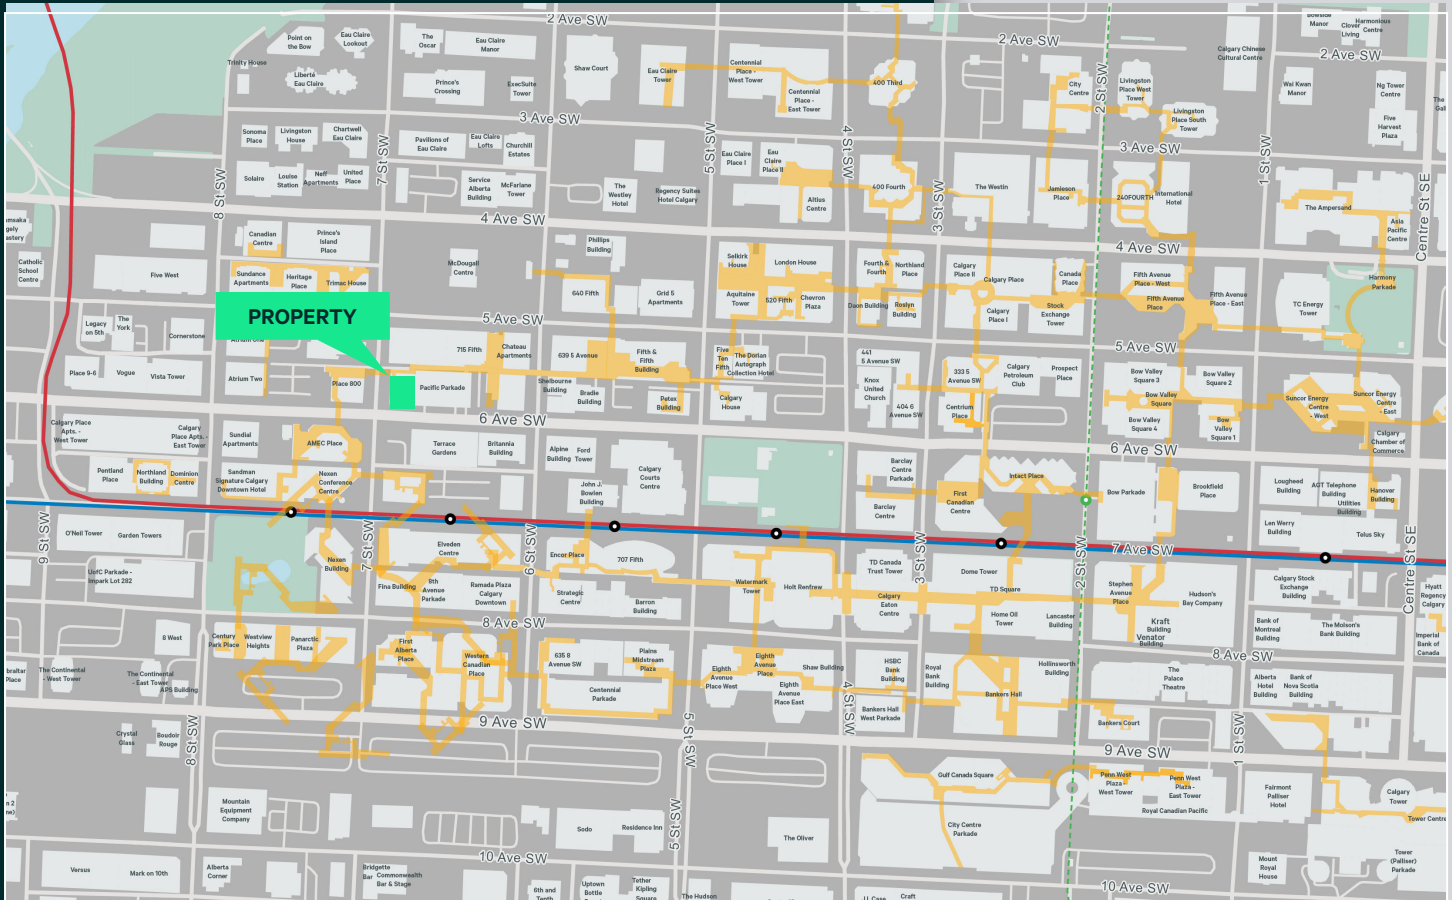 2 Ave SW
2 Ave SW
2 Ave SW
3 Ave SW
3 Ave SW
4 Ave SW
4 Ave SW
5 Ave SW
5 Ave SW
6 Ave SW
6 Ave SW
7 Ave SW
8 Ave SW
8 Ave SW
9 Ave SW
9 Ave SW
10 Ave SW
10 Ave SW
9 St SW
8 St SW
8 St SW
7 St SW
7 St SW
6 St SW
5 St SW
5 St SW
5 St SW
4 St SW
4 St SW
3 St SW
3 St SW
2 St SW
2 St SW
1 St SW
1 St SW
Centre St SE
Centre St SE
PROPERTY
Trinity House
Point on
the Bow
Eau Claire
Lookout
Liberté
Eau Claire
The
Oscar
Eau Claire
Manor
Prince's
Crossing
ExecSuite
Tower
Shaw Court
Eau Claire
Tower
Centennial
Place -
West Tower
Centennial
Place -
East Tower
400 Third
City
Centre
Livingston
Place West
Tower
Livingston
Place South
Tower
Calgary Chinese
Cultural Centre
Bowside
Manor
Clover
Living
Harmonious
Centre
Wai Kwan
Manor
Ng Tower
Centre
Five
Harvest
Plaza
Sonoma
Place
Livingston
House
Chartwell
Eau Claire
Pavilions of
Eau Claire
Eau Claire
Lofts
Churchill
Estates
Solaire
Louise
Station
Neff
Apartments
United
Place
Service
Alberta
Building
McFarlane
Tower
The
Westley
Hotel
Regency Suites
Hotel Calgary
Eau Claire
Place I
Eau
Claire
Place II
Altius
Centre
400 Fourth
The Westin
Jamieson
Place
240FOURTH
International
Hotel
The Ampersand
Asia
Pacific
Centre
Catholic
School
Centre
Five West
Canadian
Centre
Prince's
Island
Place
Sundance
Apartments
Heritage
Place
Trimac House
McDougall
Centre
Phillips
Building
640 Fifth
Grid 5
Apartments
Selkirk
House
London House
Aquitaine
Tower
520 Fifth
Chevron
Plaza
Fourth &
Fourth
Northland
Place
Daon Building
Roslyn
Building
Calgary
Place II
Calgary Place
Calgary
Place I
Canada
Place
Stock
Exchange
Tower
Fifth Avenue
Place - West
Fifth Avenue
Place
Fifth Avenue
Place - East
TC Energy
Tower
Harmony
Parkade
Legacy
on 5th
The
York
Cornerstone
Place 9-6
Vogue
Vista Tower
Atrium Two
Place 800
Pacific Parkade
715 Fifth
Chateau
Apartments
639 5 Avenue
Shelbourne
Building
Bradie
Building
Fifth &
Fifth
Building
Petex
Building
Five
Ten
Fifth
The Dorian
Autograph
Collection Hotel
Calgary
House
441
5 Avenue SW
Knox
United
Church
404 6
Avenue SW
333 5
Avenue SW
Centrium
Place
Calgary
Petroleum
Club
Prospect
Place
Bow Valley
Square 3
Bow Valley
Square 2
Bow Valley
Square
Bow Valley
Square 4
Bow
Valley
Square 1
Suncor Energy
Centre
- West
Suncor Energy
Centre
- East
Calgary
Chamber of
Commerce
Calgary Place
Apts. -
West Tower
Calgary
Place Apts. -
East Tower
Sundial
Apartments
AMEC Place
Terrace
Gardens
Britannia
Building
Alpine
Building
Ford
Tower
Pentland
Place
Northland
Building
Dominion
Centre
Sandman
Signature Calgary
Downtown Hotel
Nexen
Conference
Centre
John J.
Bowlen
Building
Calgary
Courts
Centre
Barclay
Centre
Parkade
Barclay
Centre
First
Canadian
Centre
Intact Place
Bow Parkade
Brookfield
Place
Lougheed
Building
AGT Telephone
Building
Utilities
Building
Hanover
Building
Len Werry
Building
Telus Sky
O'Neil Tower
Garden Towers
UofC Parkade -
Impark Lot 282
Nexen
Building
Elveden
Centre
Fina Building
8th
Avenue
Parkade
Ramada Plaza
Calgary
Downtown
Encor Place
707 Fifth
Strategic
Centre
Barron
Building
Watermark
Tower
Holt Renfrew
TD Canada
Trust Tower
Calgary
Eaton
Centre
Dome Tower
TD Square
Home Oil
Tower
Lancaster
Building
Stephen
Avenue
Place
Kraft
Building
Venator
Building
Hudson's
Bay Company
Calgary Stock
Exchange
Building
Hyatt
Regency
Calgary
Bank of
Montreal
Building
The Molson's
Bank Building
Imperial
Bank of
Canada
8 West
Century
Park Place
Westview
Heights
Panarctic
Plaza
First
Alberta
Place
Western
Canadian
Place
635 8
Avenue SW
Plains
Midstream
Plaza
Centennial
Parkade
Eighth
Avenue
Place West
Eighth
Avenue
Place
Shaw Building
Eighth
Avenue
Place East
HSBC
Bank
Building
Royal
Bank
Building
Bankers Hall
West Parkade
Bankers Hall
Hollinsworth
Building
The
Palace
Theatre
Alberta
Hotel
Building
Bank of
Nova Scotia
Building
Bankers Court
The Continental
- West Tower
The Continental
- East Tower
APS Building
Crystal
Glass
Boudoir
Rouge
Mountain
Equipment
Company
Gulf Canada Square
City Centre
Parkade
Penn West
Plaza -
West Tower
Penn West
Plaza -
East Tower
Royal Canadian Pacific
Fairmont
Palliser
Hotel
Calgary
Tower
Tower Centre
Sodo
Residence Inn
The Oliver
Versus
Mark on 10th
Alberta
Corner
Bridgette
Bar
Commonwealth
Bar & Stage
6th and
Tenth
Uptown
Bottle
Tether
Kipling
Square
The Hudson
Craft
Mount
Royal
House
Tower
(Palliser)
Parkade